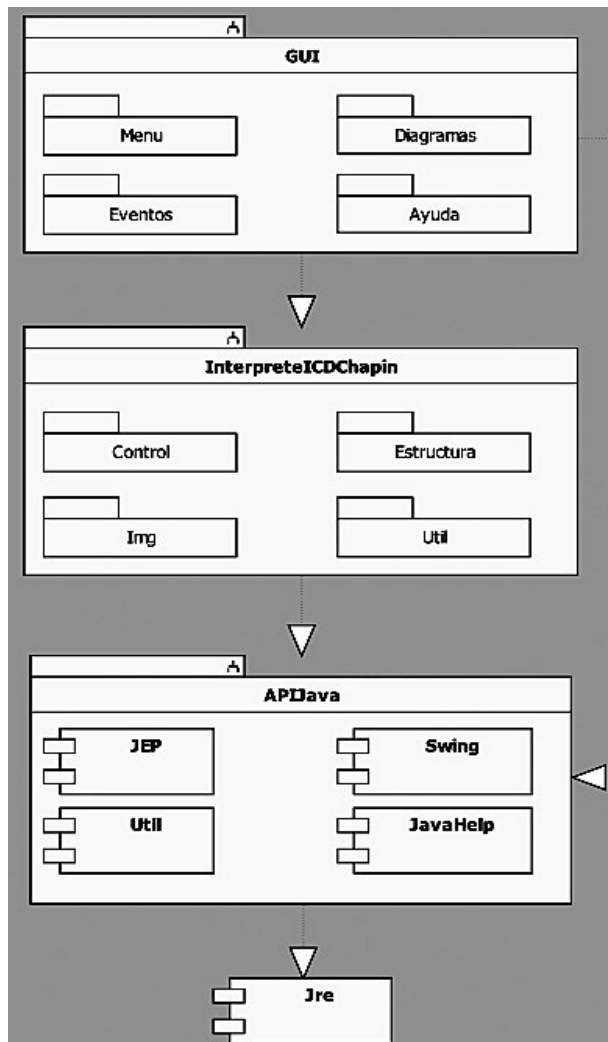 GUI
Menu
Diagramas
Eventos
Ayuda
InterpreteICDChapin
Control
Estructura
Img
Util
APIJava
JEP
Swing
Util
JavaHelp
Jre